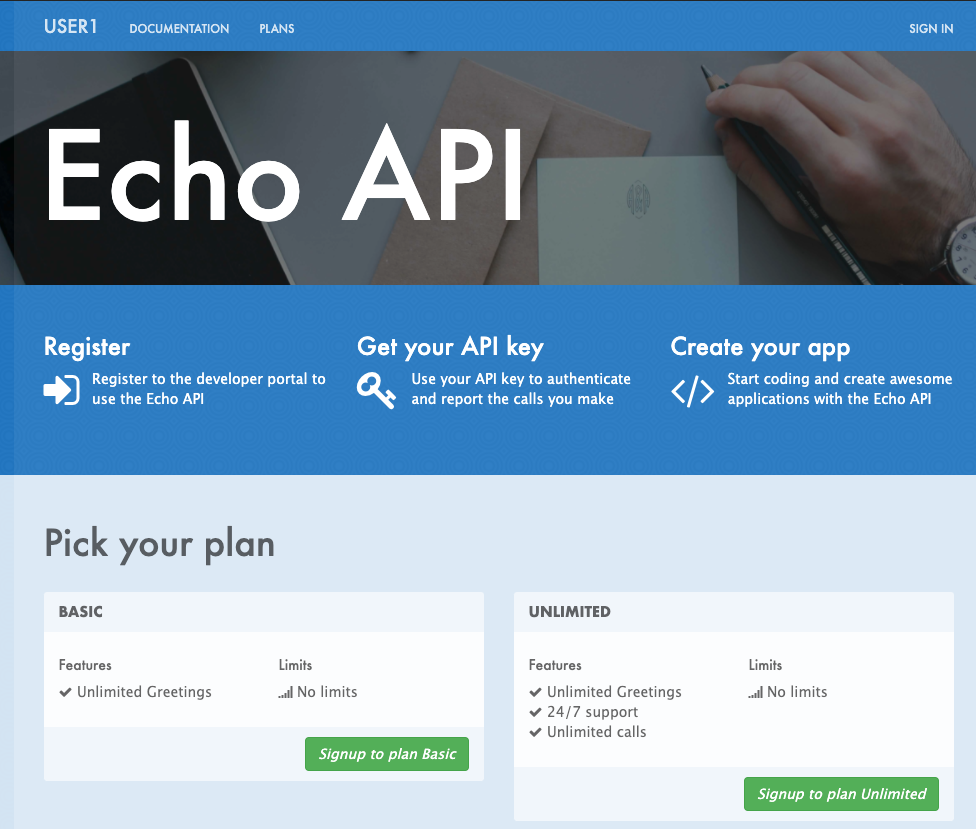 USER1 DOCUMENTATION PLANS SIGN IN
Echo API
Register
Register to the developer portal to
use the Echo API
Get your API key
Use your API key to authenticate
and report the calls you make
Create your app
Start coding and create awesome
applications with the Echo API
Pick your plan
BASIC
Features
Unlimited Greetings
Limits
No limits
Signup to plan Basic
UNLIMITED
Features
Unlimited Greetings
24/7 support
Unlimited calls
Limits
No limits
Signup to plan Unlimited